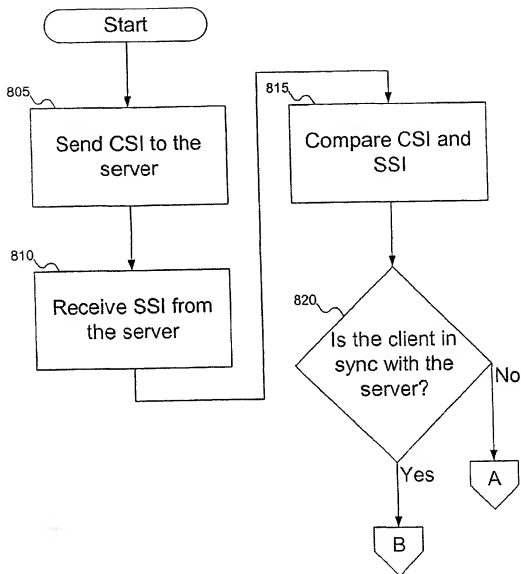 Start
805
Send CSI to the
server
810
Receive SSI from
the server
815
Compare CSI and
SSI
820
Is the client in
sync with the
server?
No
A
Yes
B